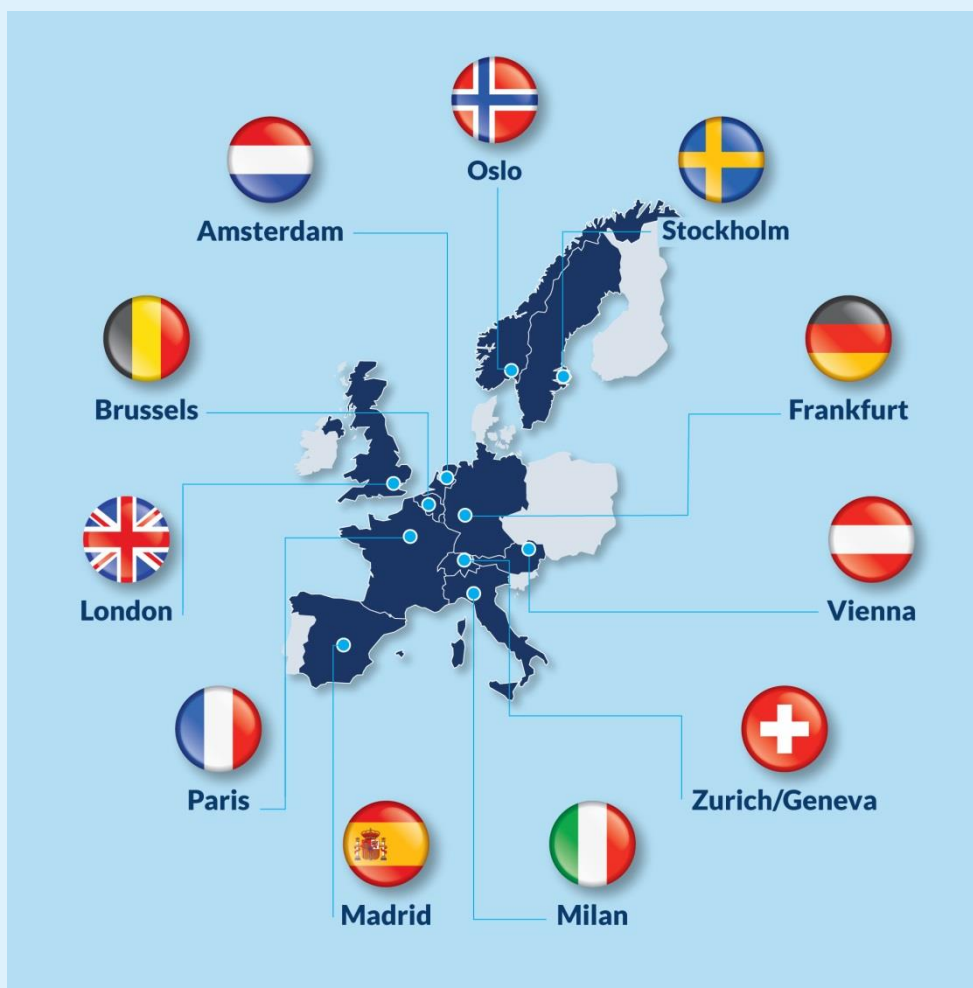 Oslo
Amsterdam
Stockholm
Brussels
Frankfurt
London
Vienna
Paris
Zurich/Geneva
Madrid
Milan